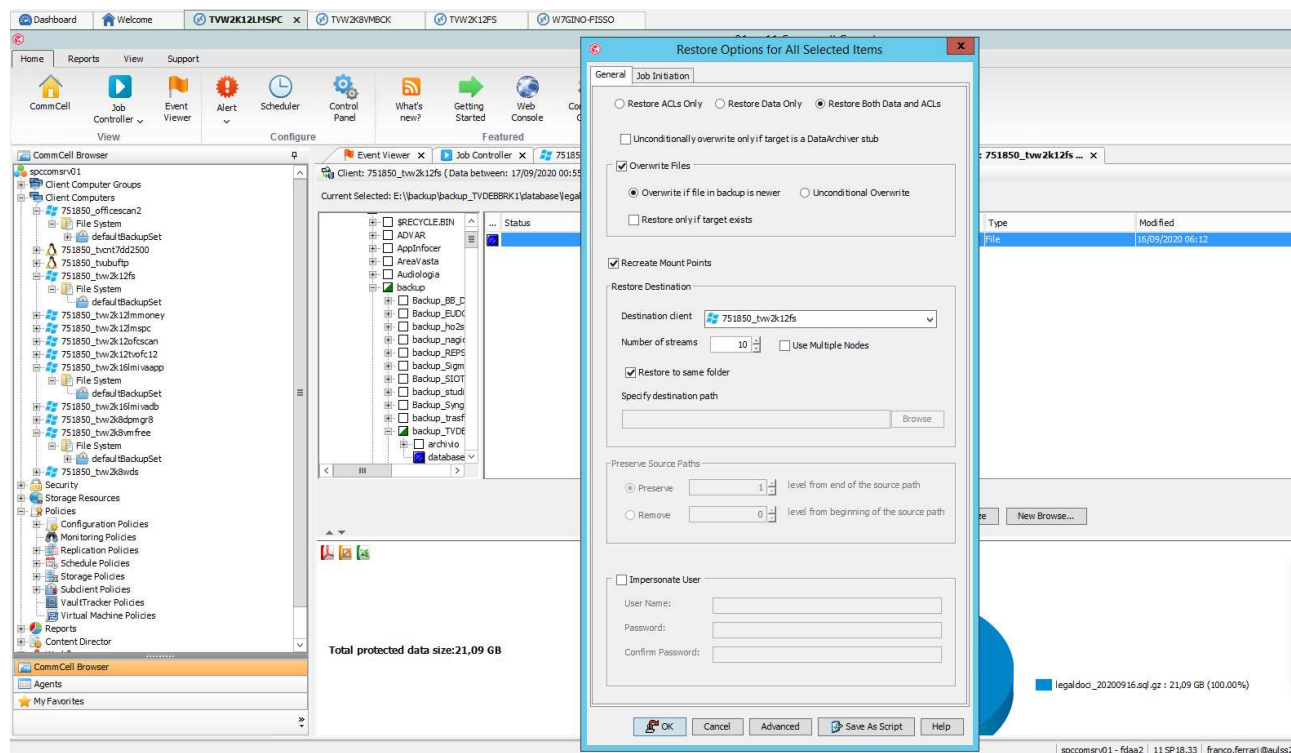 Dashboard
Welcome
TVW2K12LMSPC
TVW2K8VMBCK
TVW2K12FS
W7GINO-FISSO
Home
Reports
View
Support
CommCell
Job Controller
Event Viewer
Alert
Scheduler
Control Panel
What's new?
Getting Started
Web Console
View
Configure
Featured
CommCell Browser
spccomsrv01
Client Computer Groups
Client Computers
751850_officescan2
File System
defaultBackupSet
751850_tvcnt7dd2500
751850_tvubuftp
751850_tvw2k12fs
File System
defaultBackupSet
751850_tvw2k12lmmoney
751850_tvw2k12lmspc
751850_tvw2k12ofcscan
751850_tvw2k12tvofc12
751850_tvw2k16lmivaapp
File System
defaultBackupSet
751850_tvw2k16lmivadb
751850_tvw2k8dpmgr8
751850_tvw2k8vmfree
File System
defaultBackupSet
751850_tvw2k8wds
Security
Storage Resources
Policies
Configuration Policies
Monitoring Policies
Replication Policies
Schedule Policies
Storage Policies
Subclient Policies
VaultTracker Policies
Virtual Machine Policies
Reports
Content Director
CommCell Browser
Agents
My Favorites
Event Viewer
Job Controller
7518
Client: 751850_tvw2k12fs ( Data between: 17/09/2020 00:55
Current Selected: E:\\backup\backup_TVDEBBRK1\database\legal
$RECYCLE.BIN
ADVAR
AppInfocer
AreaVasta
Audiologia
backup
Backup_BB_D
Backup_EUDC
backup_ho2s
backup_nagi
backup_REPS
backup_Sigm
Backup_SIOT
backup_studi
Backup_Syng
backup_trasf
backup_TVDE
archivio
database
... Status
Total protected data size:21,09 GB
Restore Options for All Selected Items
General
Job Initiation
Restore ACLs Only
Restore Data Only
Restore Both Data and ACLs
Unconditionally overwrite only if target is a DataArchiver stub
Overwrite Files
Overwrite if file in backup is newer
Unconditional Overwrite
Restore only if target exists
Recreate Mount Points
Restore Destination
Destination client
751850_tvw2k12fs
Number of streams
10
Use Multiple Nodes
Restore to same folder
Specify destination path
Browse
Preserve Source Paths
Preserve
1
level from end of the source path
Remove
0
level from beginning of the source path
Impersonate User
User Name:
Password:
Confirm Password:
OK
Cancel
Advanced
Save As Script
Help
: 751850_tvw2k12fs ...
Type
Modified
File
16/09/2020 06:12
New Browse...
legaldoci_20200916.sql.gz : 21,09 GB (100.00%)
spccomsrv01 - fdaa2
11 SP18.33
franco.ferrari@aulss2